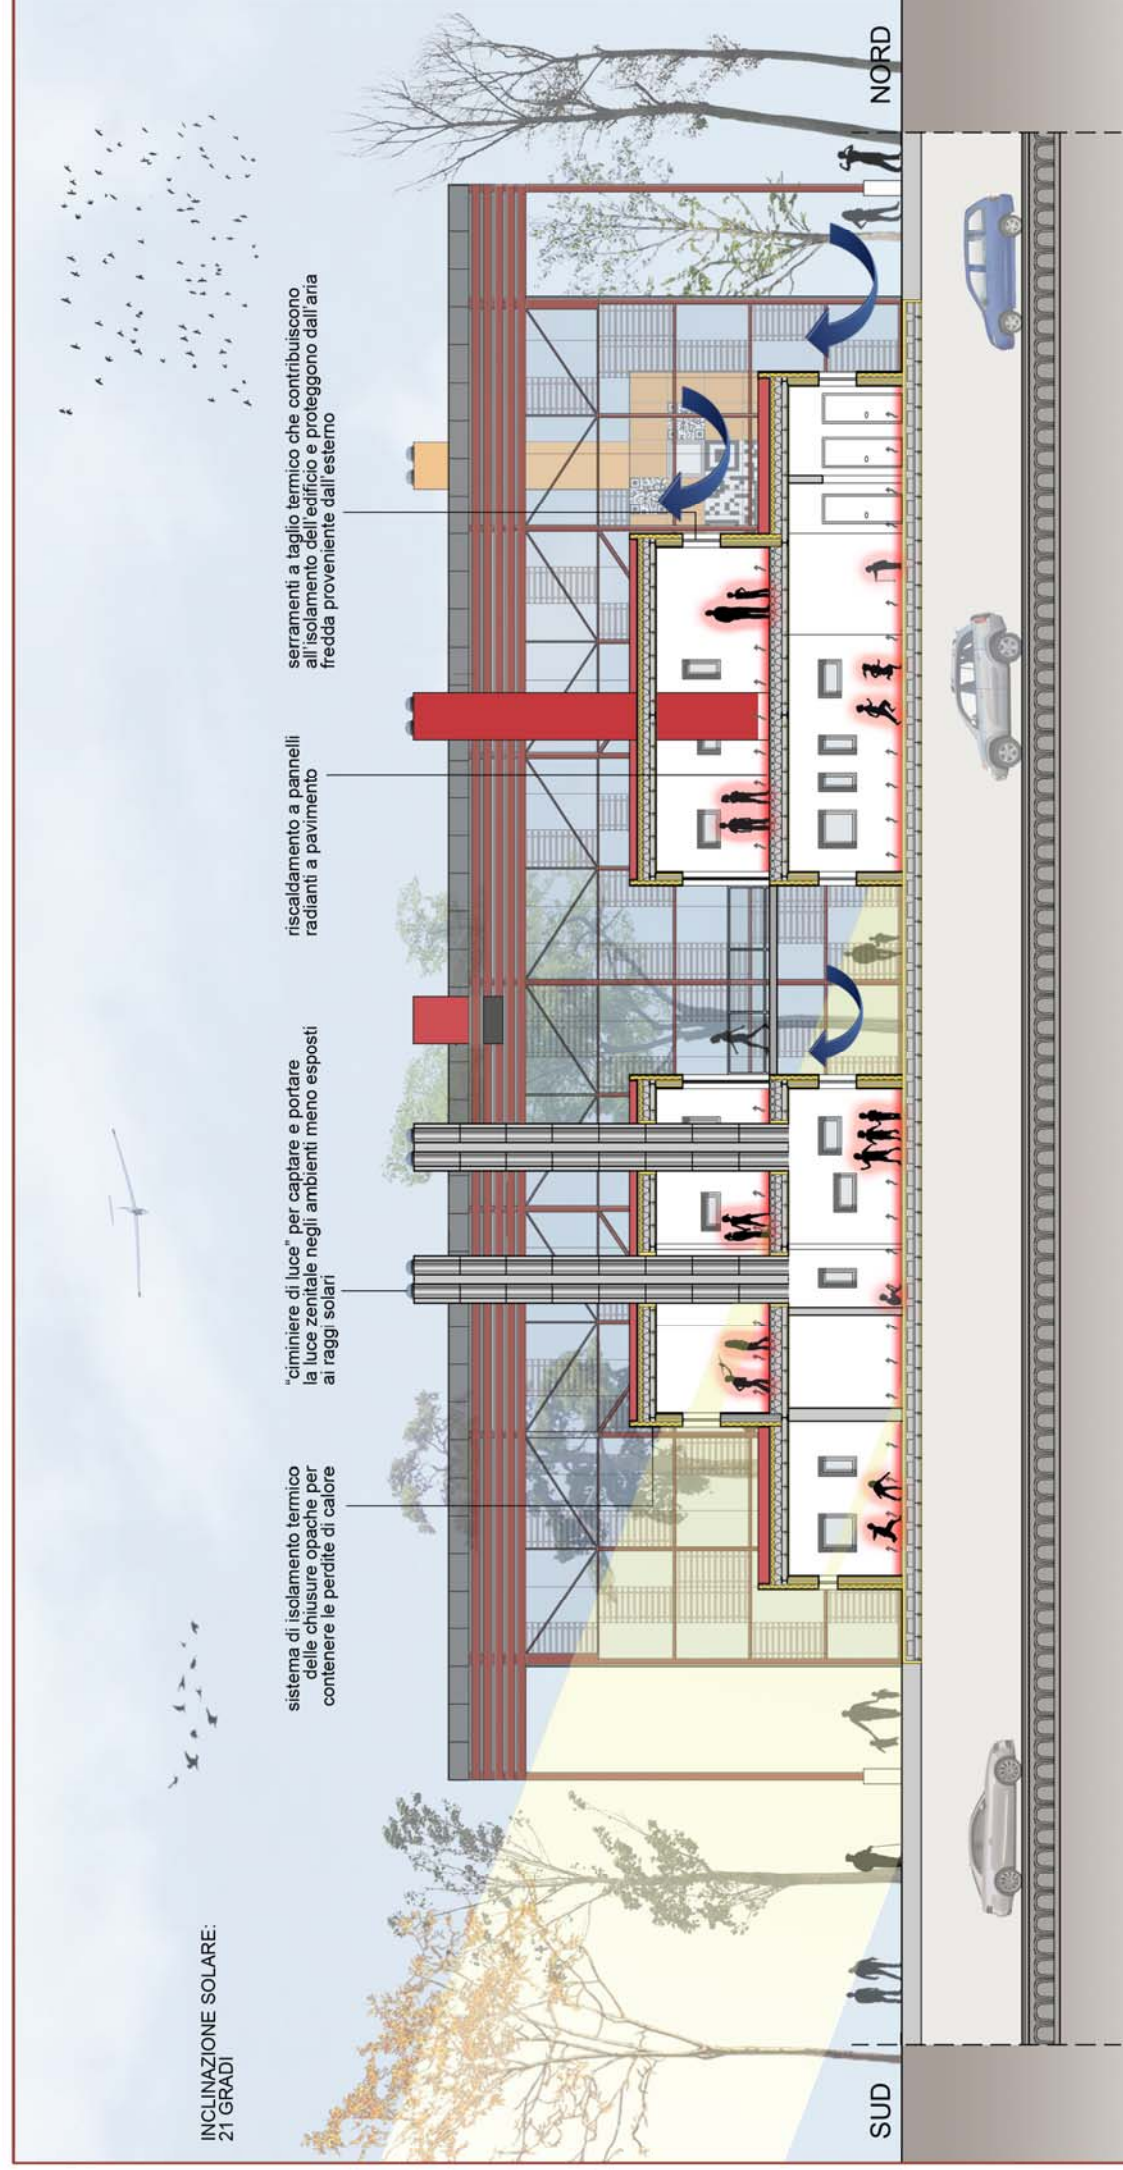 INCLINAZIONE SOLARE:
21 GRADI
sistema di isolamento termico
delle chiusure opache per
contenere le perdite di calore
"ciminiere di luce" per captare e portare
la luce zenitale negli ambienti meno esposti
ai raggi solari
riscaldamento a pannelli
radianti a pavimento
serramenti a taglio termico che contribuiscono
all'isolamento dell'edificio e proteggono dall'aria
fredda proveniente dall'esterno
SUD
NORD